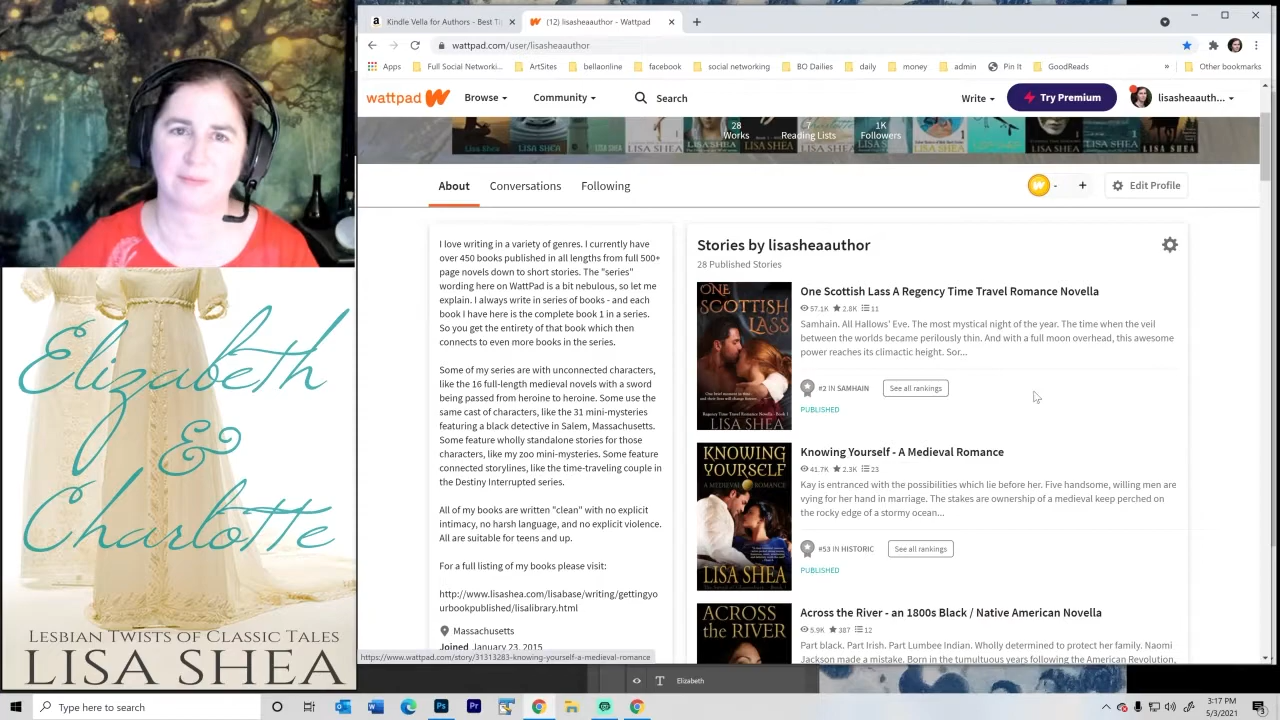 Kindle Vella for Authors - Best Ti
(12) lisasheaauthor - Wattpad
wattpad.com/user/lisasheaauthor
Apps
Full Social Networki...
ArtSites
bellaonline
facebook
social networking
BO Dailies
daily
money
admin
Pin It
GoodReads
»
Other bookmarks
wattpad
Browse
Community
Search
Write
Try Premium
lisasheaauth...
28
Works
7
Reading Lists
1K
Followers
About
Conversations
Following
-
+
Edit Profile
I love writing in a variety of genres. I currently have
over 450 books published in all lengths from full 500+
page novels down to short stories. The "series"
wording here on WattPad is a bit nebulous, so let me
explain. I always write in series of books - and each
book I have here is the complete book 1 in a series.
So you get the entirety of that book which then
connects to even more books in the series.
Some of my series are with unconnected characters,
like the 16 full-length medieval novels with a sword
being passed from heroine to heroine. Some use the
same cast of characters, like the 31 mini-mysteries
featuring a black detective in Salem, Massachusetts.
Some feature wholly standalone stories for those
characters, like my zoo mini-mysteries. Some feature
connected storylines, like the time-traveling couple in
the Destiny Interrupted series.
All of my books are written "clean" with no explicit
intimacy, no harsh language, and no explicit violence.
All are suitable for teens and up.
For a full listing of my books please visit:
http://www.lisashea.com/lisabase/writing/gettingyo
urbookpublished/lisalibrary.html
Massachusetts
Joined January 23, 2015
Stories by lisasheaauthor
28 Published Stories
ONE
SCOTTISH
LASS
LISA SHEA
One Scottish Lass A Regency Time Travel Romance Novella
57.1K 2.8K 11
Samhain. All Hallows' Eve. The most mystical night of the year. The time when the veil
between the worlds became perilously thin. And with a full moon overhead, this awesome
power reaches its climactic height. Sor...
#2 IN SAMHAIN
See all rankings
PUBLISHED
KNOWING
YOURSELF
A MEDIEVAL ROMANCE
LISA SHEA
Knowing Yourself - A Medieval Romance
41.7K 2.3K 23
Kay is entranced with the possibilities which lie before her. Five handsome, willing men are
vying for her hand in marriage. The stakes are ownership of a medieval keep perched on
the rocky edge of a stormy ocean...
#53 IN HISTORIC
See all rankings
PUBLISHED
ACROSS
the RIVER
Across the River - an 1800s Black / Native American Novella
5.9K 387 12
Part black. Part Irish. Part Lumbee Indian. Wholly determined to protect her family. Naomi
Jackson made a mistake. Born in the tumultuous years following the American Revolution,
https://www.wattpad.com/story/31313283-knowing-yourself-a-medieval-romance
T Elizabeth
Elizabeth
&
Charlotte
LESBIAN TWISTS OF CLASSIC TALES
LISA SHEA
Type here to search
3:17 PM
5/3/2021